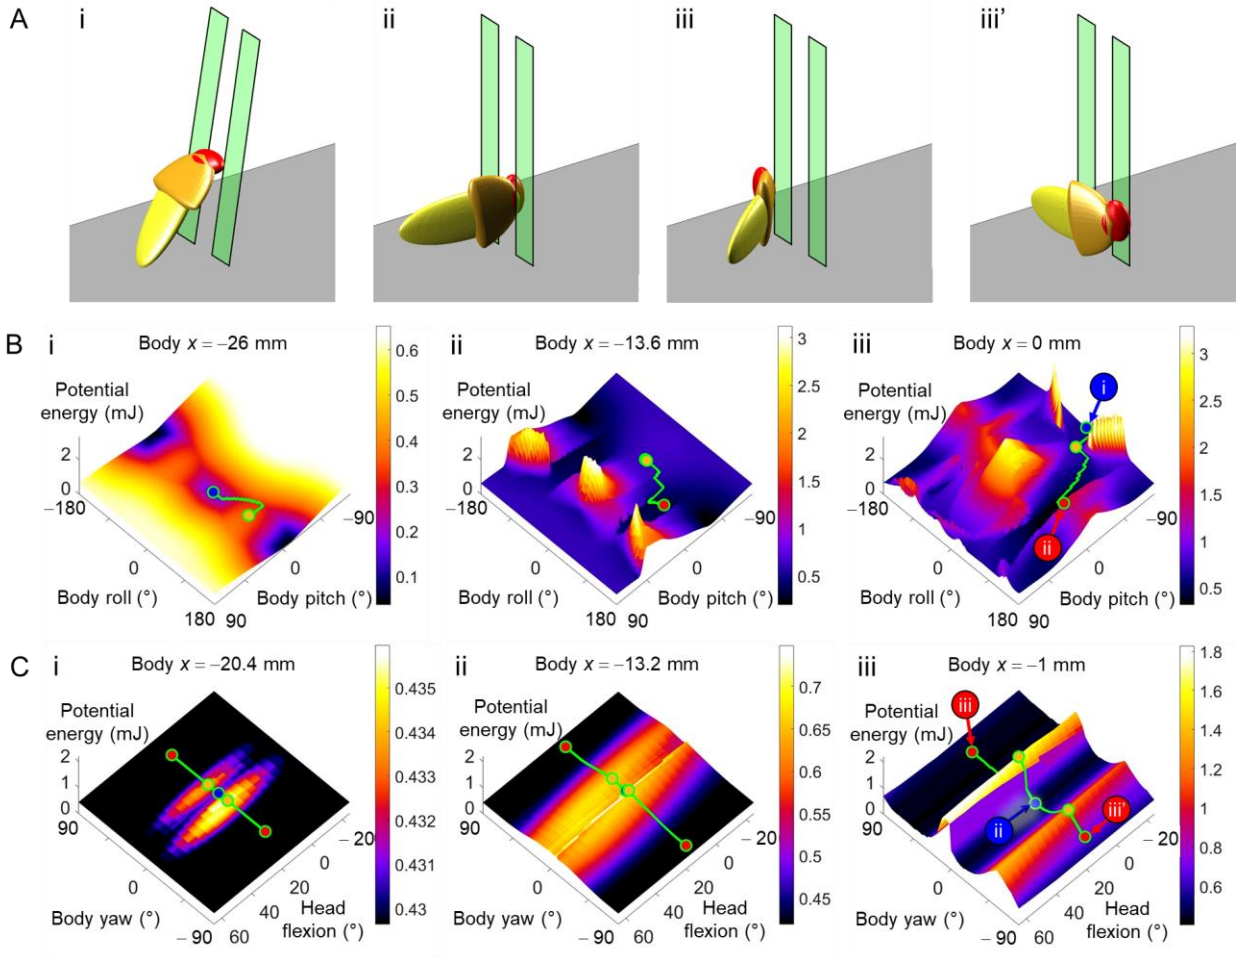 A
i
ii
iii
iii'
B
i
Body x = −26 mm
Potential
energy (mJ)
2
0
−180
0
Body roll (°)
180
90
0
Body pitch (°)
−90
0.6
0.5
0.4
0.3
0.2
0.1
ii
Body x = −13.6 mm
Potential
energy (mJ)
2
0
−180
0
Body roll (°)
180
90
0
Body pitch (°)
−90
3
2.5
2
1.5
1
0.5
iii
Body x = 0 mm
Potential
energy (mJ)
2
0
−180
0
Body roll (°)
180
90
0
Body pitch (°)
−90
i
ii
3
2.5
2
1.5
1
0.5
C
i
Body x = −20.4 mm
Potential
energy (mJ)
2
1
0
90
0
Body yaw (°)
−90
60
40
20
0
−20
Head
flexion (°)
0.435
0.434
0.433
0.432
0.431
0.43
ii
Body x = −13.2 mm
Potential
energy (mJ)
2
1
0
90
0
Body yaw (°)
−90
60
40
20
0
−20
Head
flexion (°)
0.7
0.65
0.6
0.55
0.5
0.45
iii
Body x = −1 mm
Potential
energy (mJ)
2
1
0
90
0
Body yaw (°)
−90
60
40
20
0
−20
Head
flexion (°)
iii
ii
iii'
1.8
1.6
1.4
1.2
1
0.8
0.6